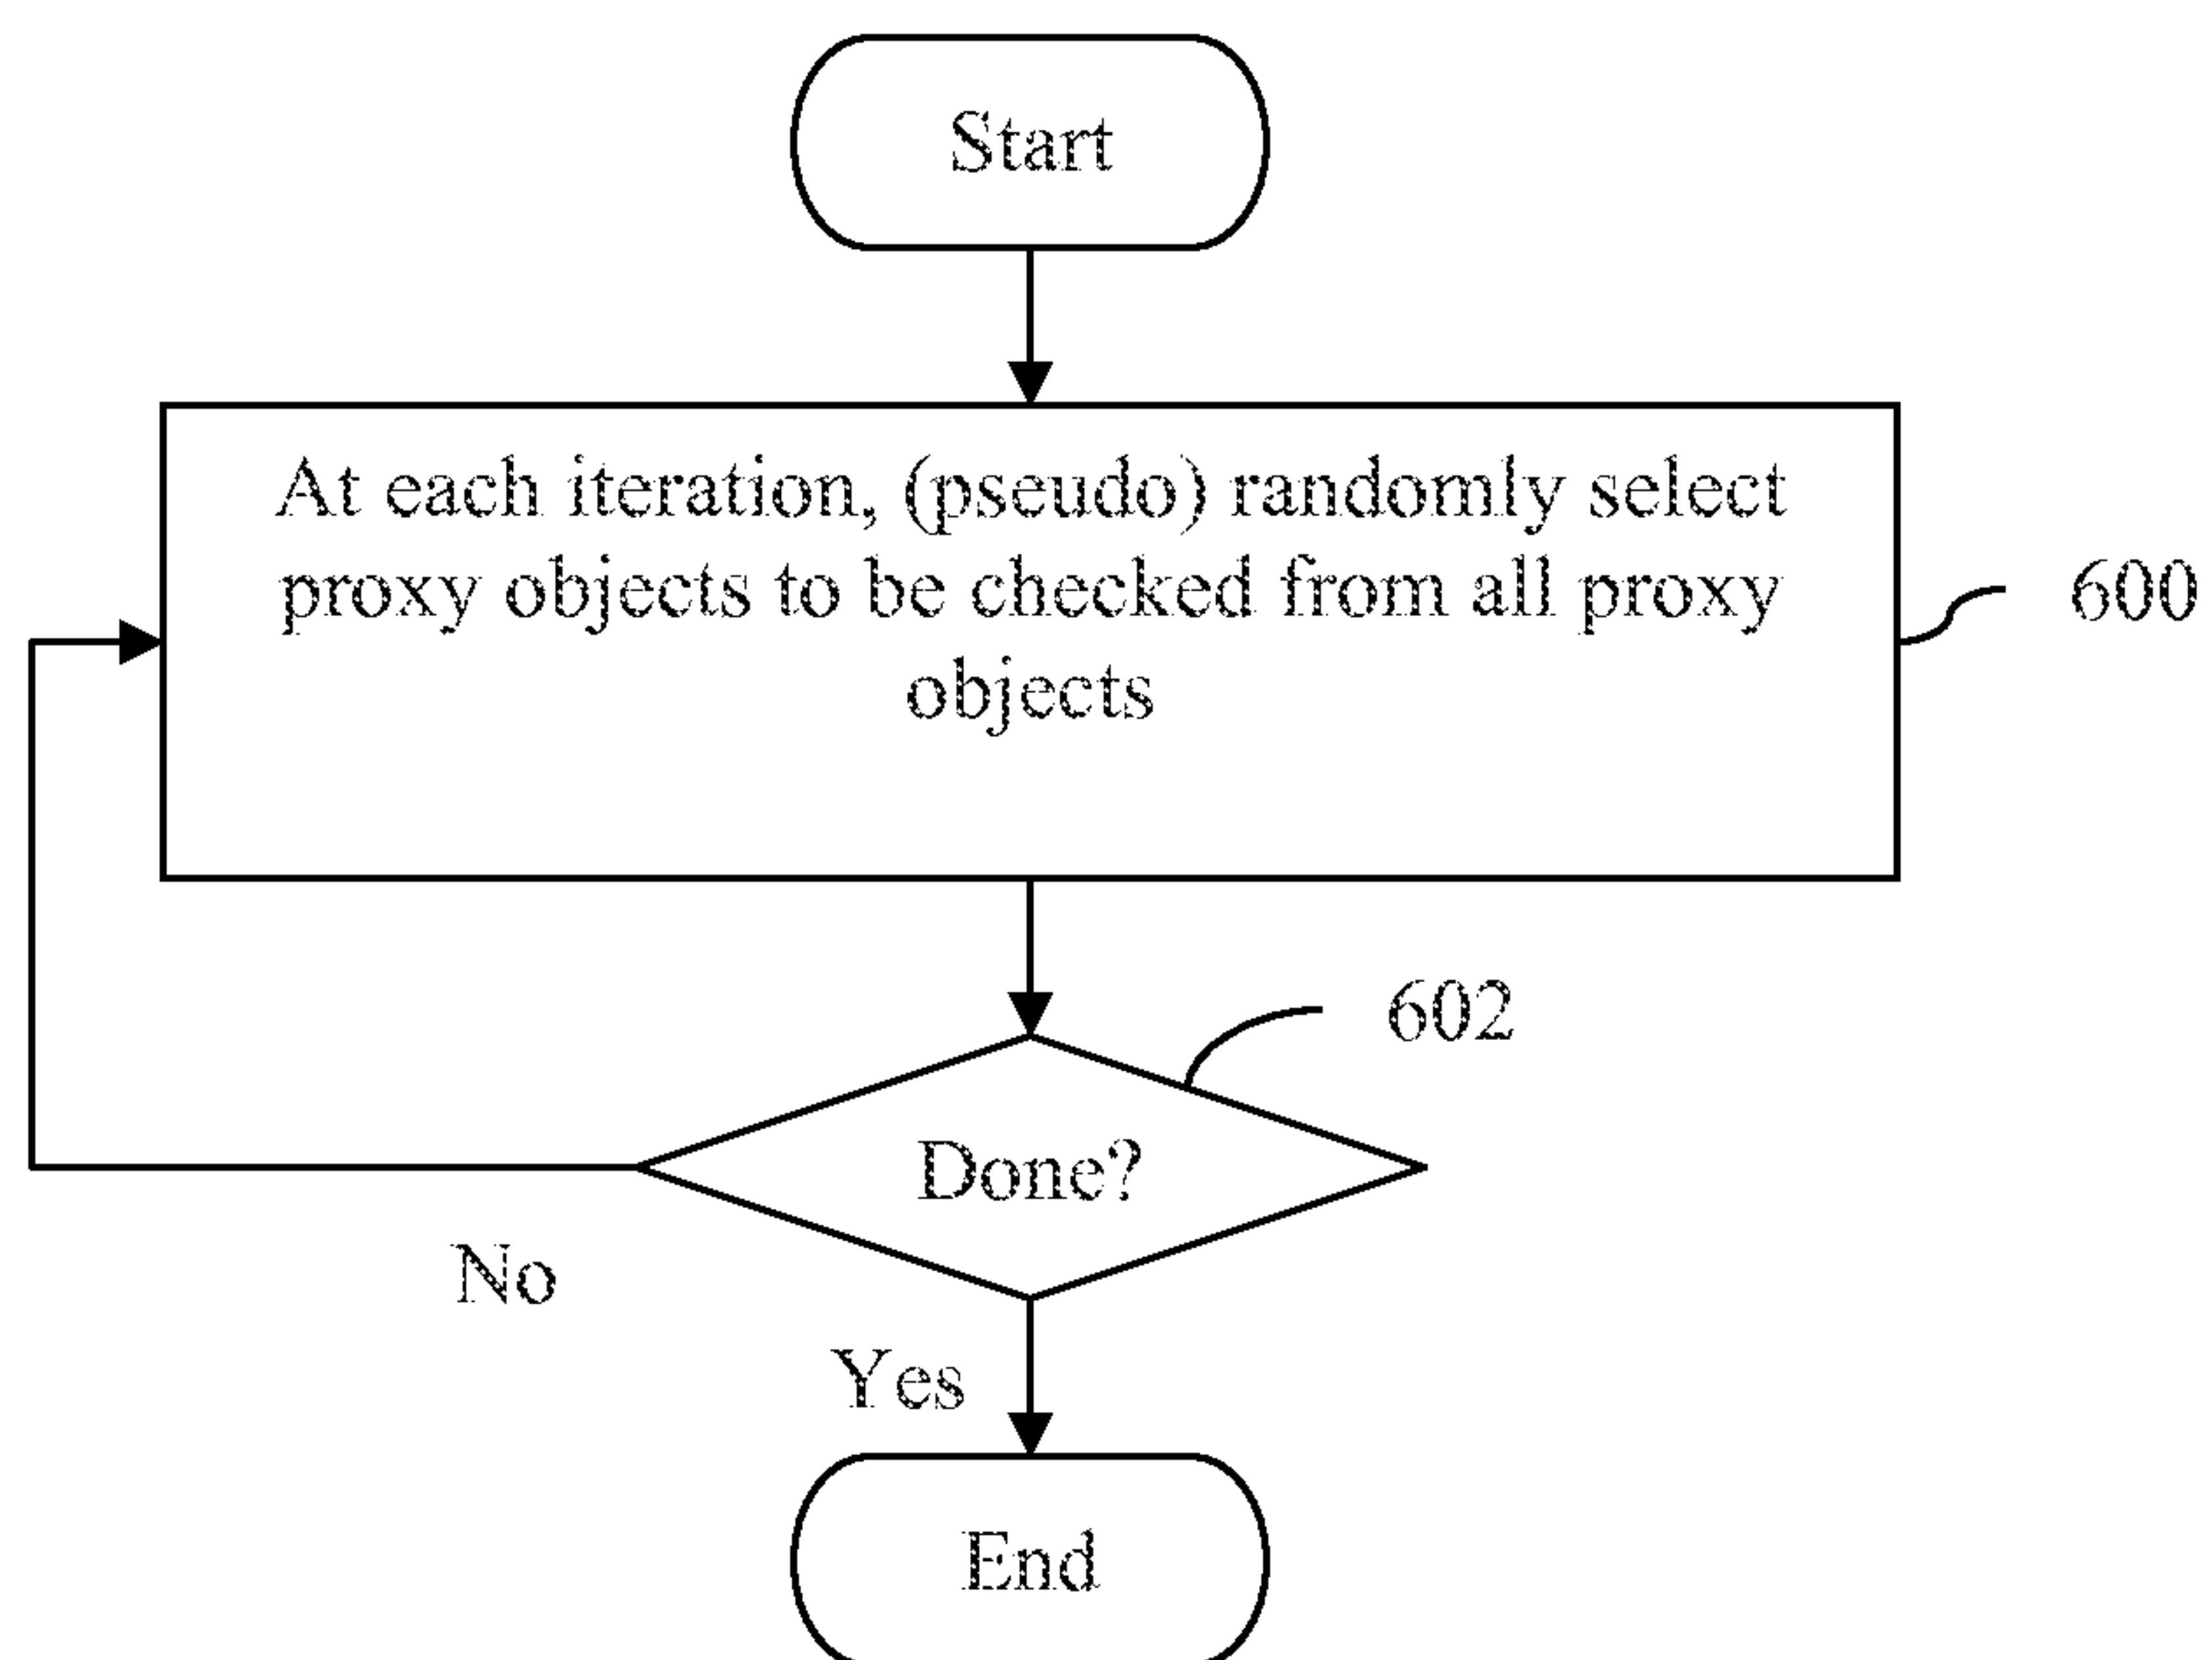 Start
At each iteration, (pseudo) randomly select
proxy objects to be checked from all proxy
objects
600
602
Done?
No
Yes
End